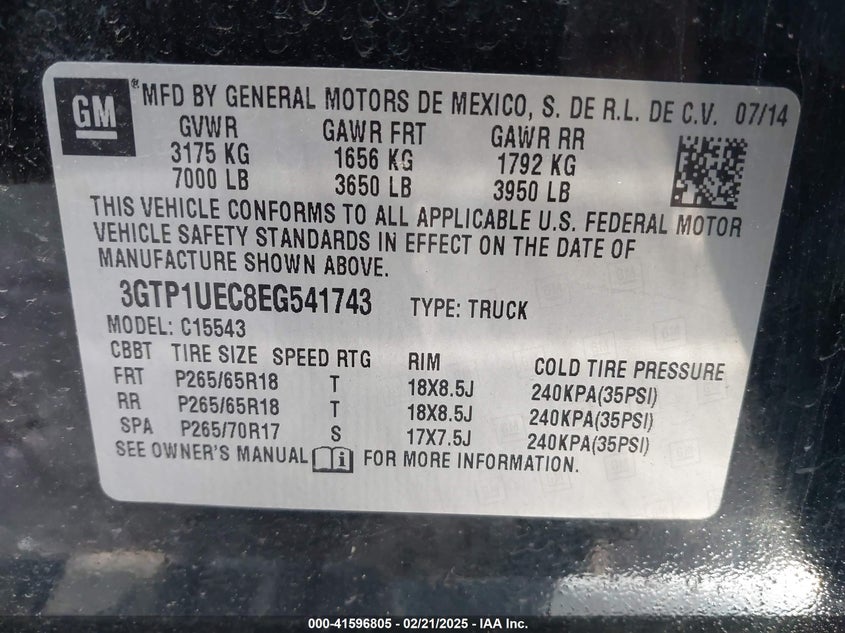 GM ® MFD BY GENERAL MOTORS DE MEXICO, S. DE R.L. DE C.V. 07/14
GVWR GAWR FRT GAWR RR
3175 KG 1656 KG 1792 KG
7000 LB 3650 LB 3950 LB
THIS VEHICLE CONFORMS TO ALL APPLICABLE U.S. FEDERAL MOTOR
VEHICLE SAFETY STANDARDS IN EFFECT ON THE DATE OF
MANUFACTURE SHOWN ABOVE.
3GTP1UEC8EG541743 TYPE: TRUCK
MODEL: C15543
CBBT TIRE SIZE SPEED RTG RIM COLD TIRE PRESSURE
FRT P265/65R18 T 18X8.5J 240KPA(35PSI)
RR P265/65R18 T 18X8.5J 240KPA(35PSI)
SPA P265/70R17 S 17X7.5J 240KPA(35PSI)
SEE OWNER'S MANUAL FOR MORE INFORMATION.
000-41596805 - 02/21/2025 - IAA Inc.